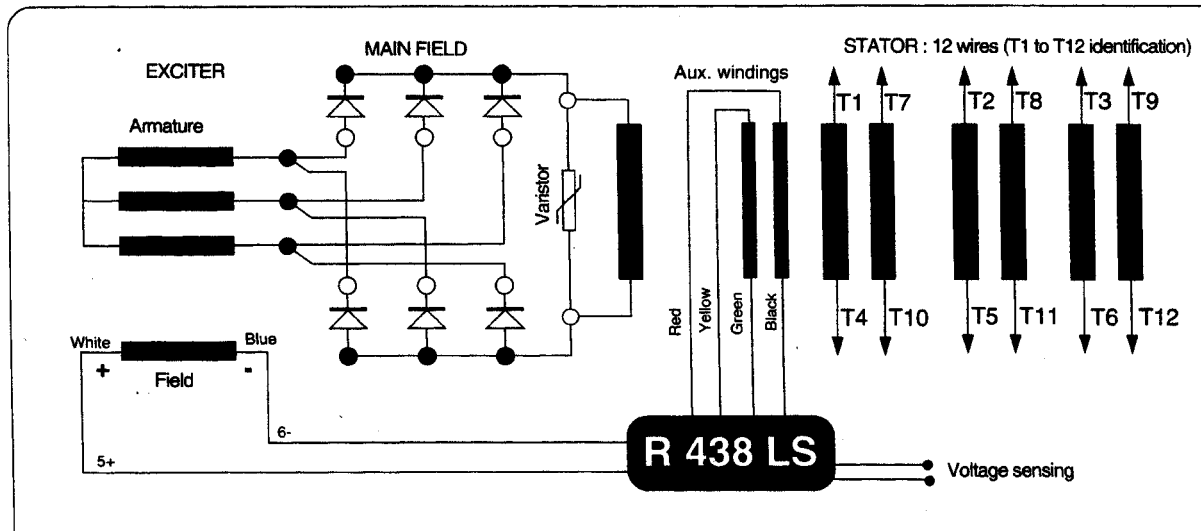 MAIN FIELD
STATOR : 12 wires (T1 to T12 identification)
EXCITER
Aux. windings
T1 T7 T2 T8 T3 T9
Armature
Varistor
Red
Yellow
Green
Black
T4 T10 T5 T11 T6 T12
White
Blue
+
-
Field
6-
5+
R 438 LS
Voltage sensing